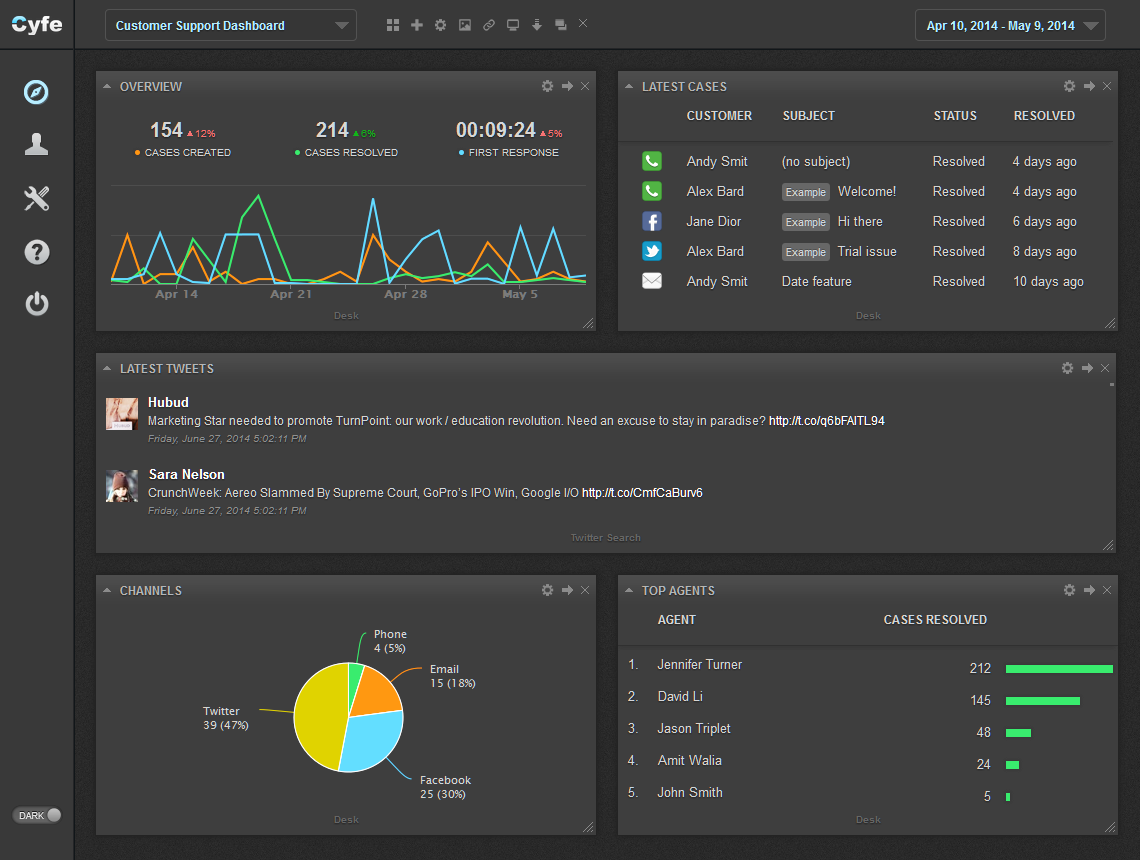 Cyfe
Customer Support Dashboard
Apr 10, 2014 - May 9, 2014
OVERVIEW
154 ▲12%
214 ▲6%
00:09:24 ▲5%
CASES CREATED
CASES RESOLVED
FIRST RESPONSE
Apr 14 Apr 21 Apr 28 May 5
Desk
LATEST CASES
CUSTOMER SUBJECT STATUS RESOLVED
Andy Smit (no subject) Resolved 4 days ago
Alex Bard Example Welcome! Resolved 4 days ago
Jane Dior Example Hi there Resolved 6 days ago
Alex Bard Example Trial issue Resolved 8 days ago
Andy Smit Date feature Resolved 10 days ago
Desk
LATEST TWEETS
Hubud
Marketing Star needed to promote TurnPoint: our work / education revolution. Need an excuse to stay in paradise? http://t.co/q6bFAlTL94
Friday, June 27, 2014 5:02:11 PM
Sara Nelson
CrunchWeek: Aereo Slammed By Supreme Court, GoPro's IPO Win, Google I/O http://t.co/CmfCaBurv6
Friday, June 27, 2014 5:02:11 PM
Twitter Search
CHANNELS
Phone
4 (5%)
Email
15 (18%)
Twitter
39 (47%)
Facebook
25 (30%)
Desk
TOP AGENTS
AGENT CASES RESOLVED
1. Jennifer Turner 212
2. David Li 145
3. Jason Triplet 48
4. Amit Walia 24
5. John Smith 5
Desk
DARK